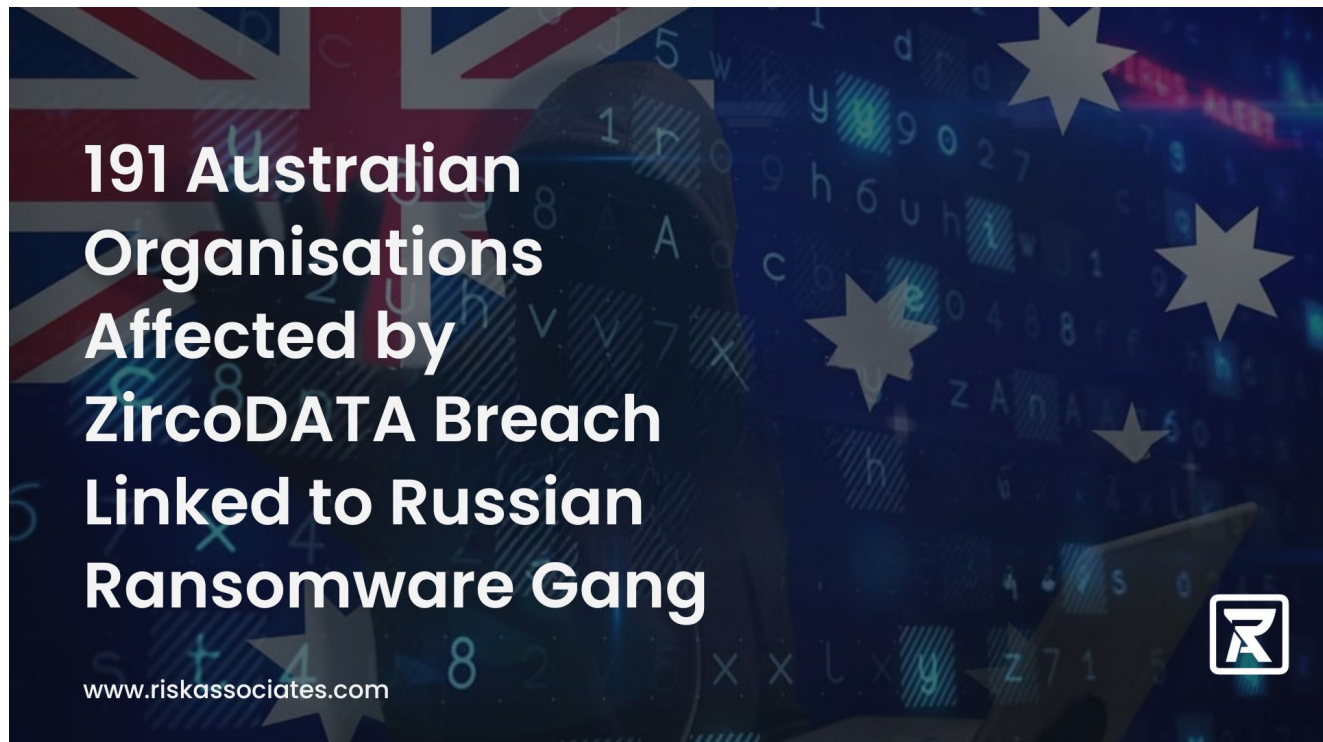 191 Australian
Organisations
Affected by
ZircoDATA Breach
Linked to Russian
Ransomware Gang
www.riskassociates.com